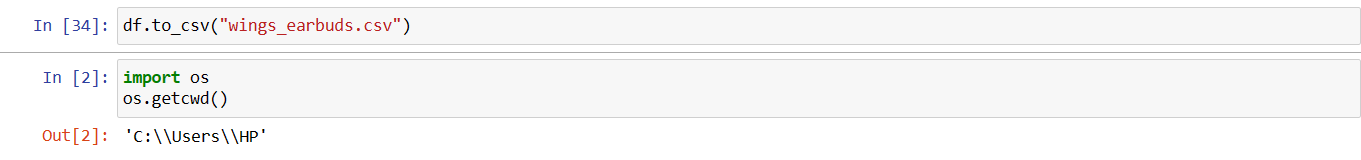 In [34]: df.to_csv("wings_earbuds.csv")
In [2]: import os
os.getcwd()
Out[2]: 'C:\\Users\\HP'